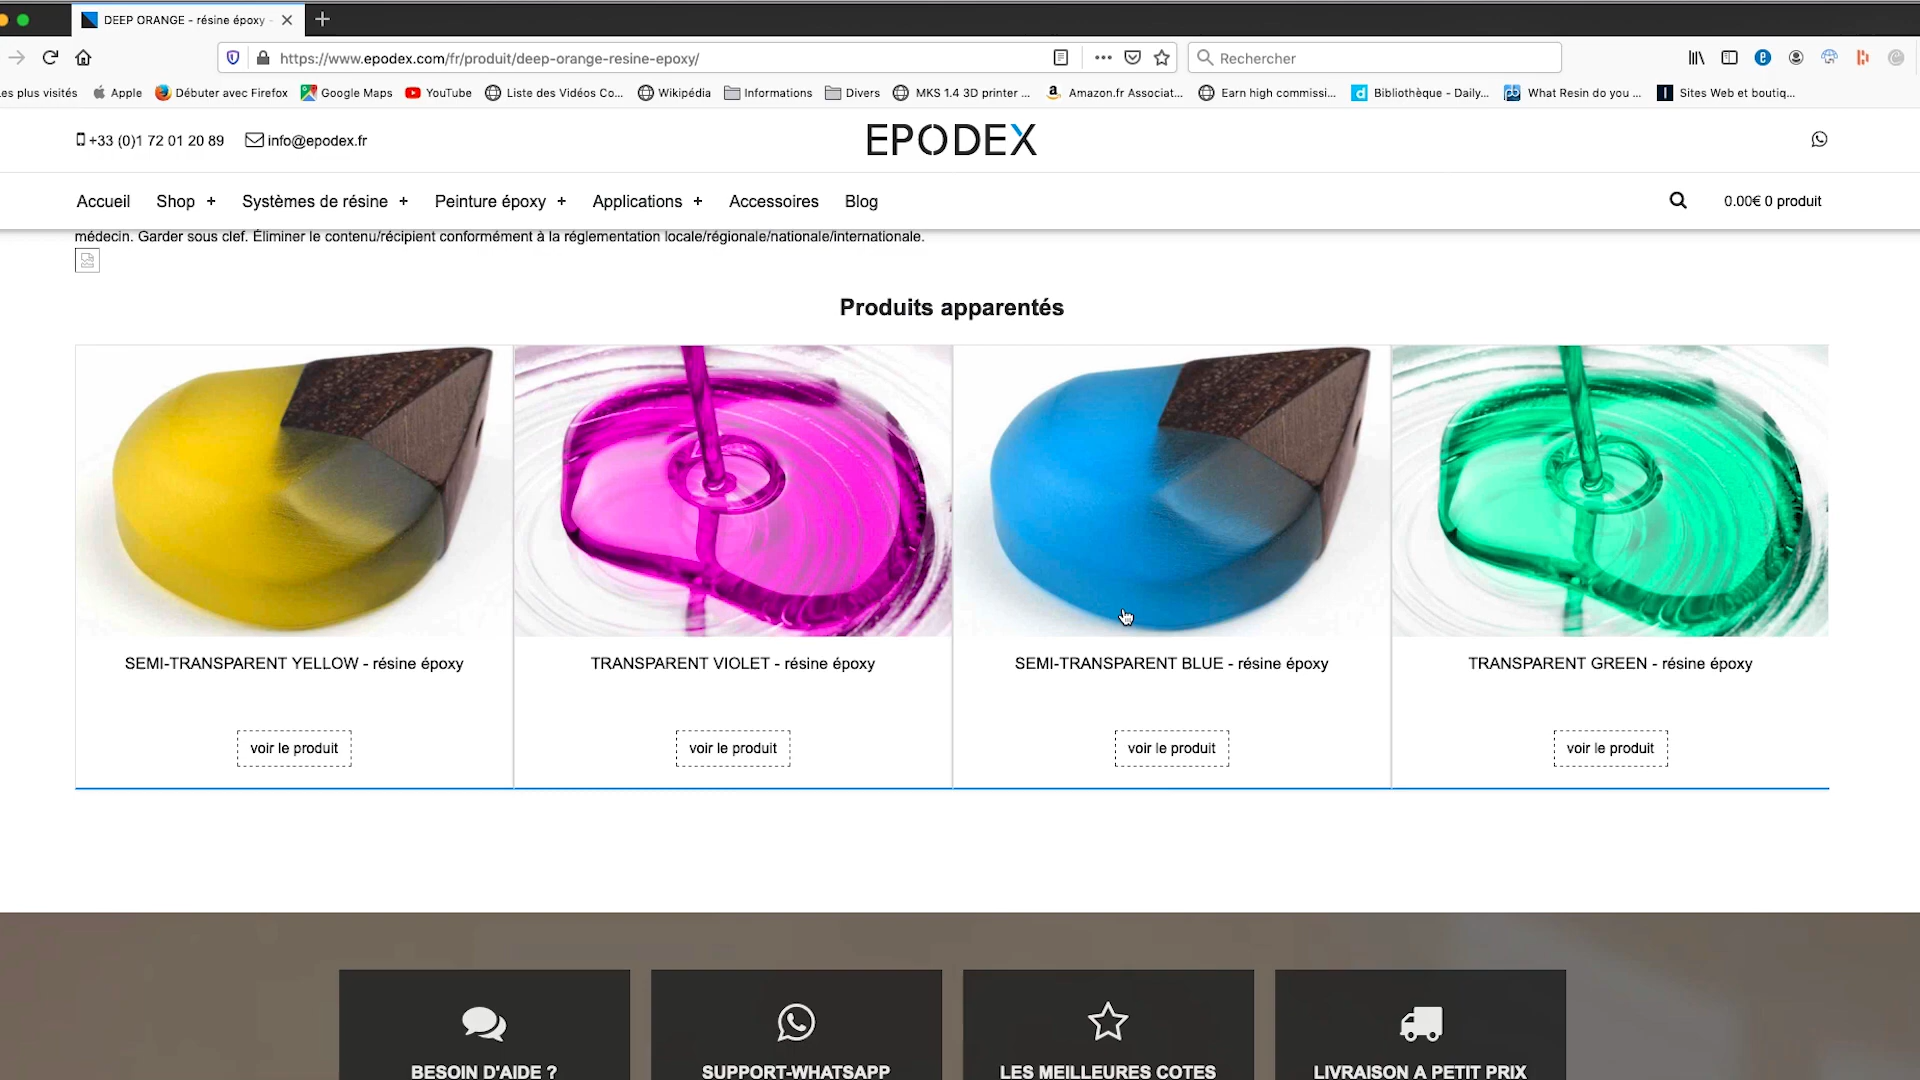 DEEP ORANGE - résine époxy -
https://www.epodex.com/fr/produit/deep-orange-resine-epoxy/
Rechercher
es plus visités
Apple
Débuter avec Firefox
Google Maps
YouTube
Liste des Vidéos Co...
Wikipédia
Informations
Divers
MKS 1.4 3D printer ...
Amazon.fr Associat...
Earn high commissi...
Bibliothèque - Daily...
What Resin do you ...
Sites Web et boutiq...
+33 (0)1 72 01 20 89
info@epodex.fr
EPODEX
Accueil
Shop +
Systèmes de résine +
Peinture époxy +
Applications +
Accessoires
Blog
0.00€ 0 produit
médecin. Garder sous clef. Éliminer le contenu/récipient conformément à la réglementation locale/régionale/nationale/internationale.
Produits apparentés
SEMI-TRANSPARENT YELLOW - résine époxy
TRANSPARENT VIOLET - résine époxy
SEMI-TRANSPARENT BLUE - résine époxy
TRANSPARENT GREEN - résine époxy
voir le produit
voir le produit
voir le produit
voir le produit
BESOIN D'AIDE ?
SUPPORT-WHATSAPP
LES MEILLEURES COTES
LIVRAISON A PETIT PRIX